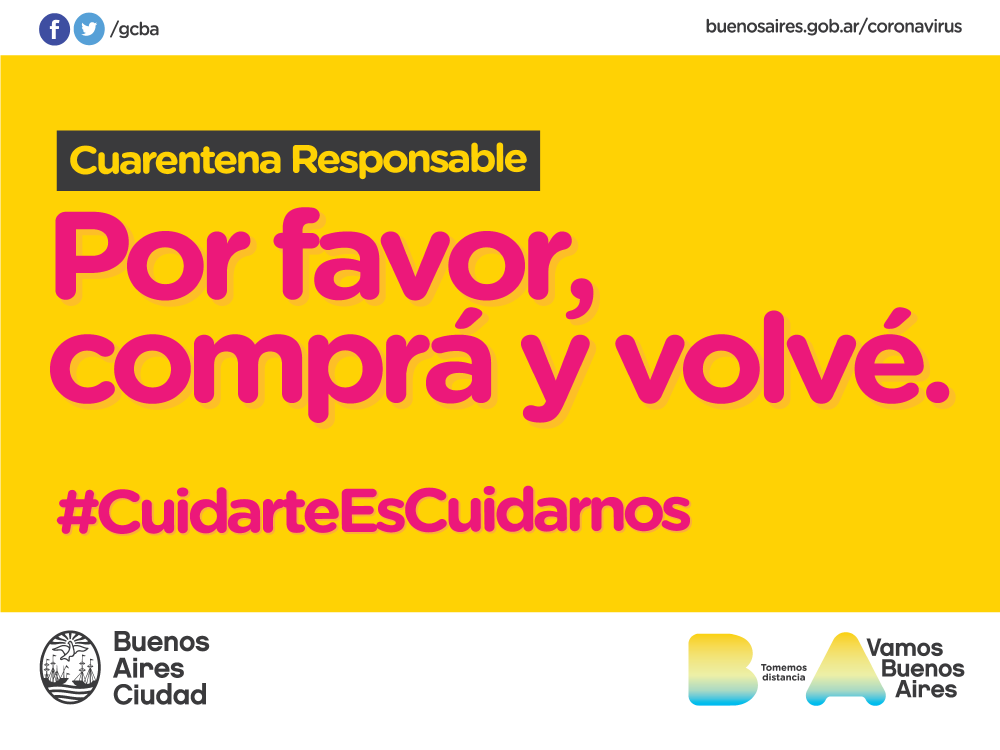 f /gcba
buenosaires.gob.ar/coronavirus
Cuarentena Responsable
Por favor,
comprá y volvé.
#CuidarteEsCuidarnos
Buenos
Aires
Ciudad
B Tomemos
distancia
A Vamos
Buenos
Aires